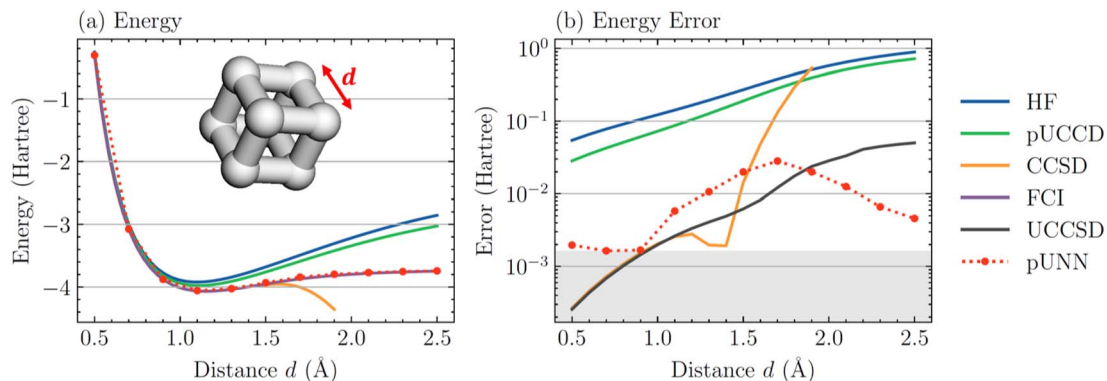 (a) Energy
(b) Energy Error
d
Energy (Hartree)
−1
−2
−3
−4
0.5 1.0 1.5 2.0 2.5
Distance d (Å)
Error (Hartree)
10⁰
10⁻¹
10⁻²
10⁻³
0.5 1.0 1.5 2.0 2.5
Distance d (Å)
HF
pUCCD
CCSD
FCI
UCCSD
pUNN